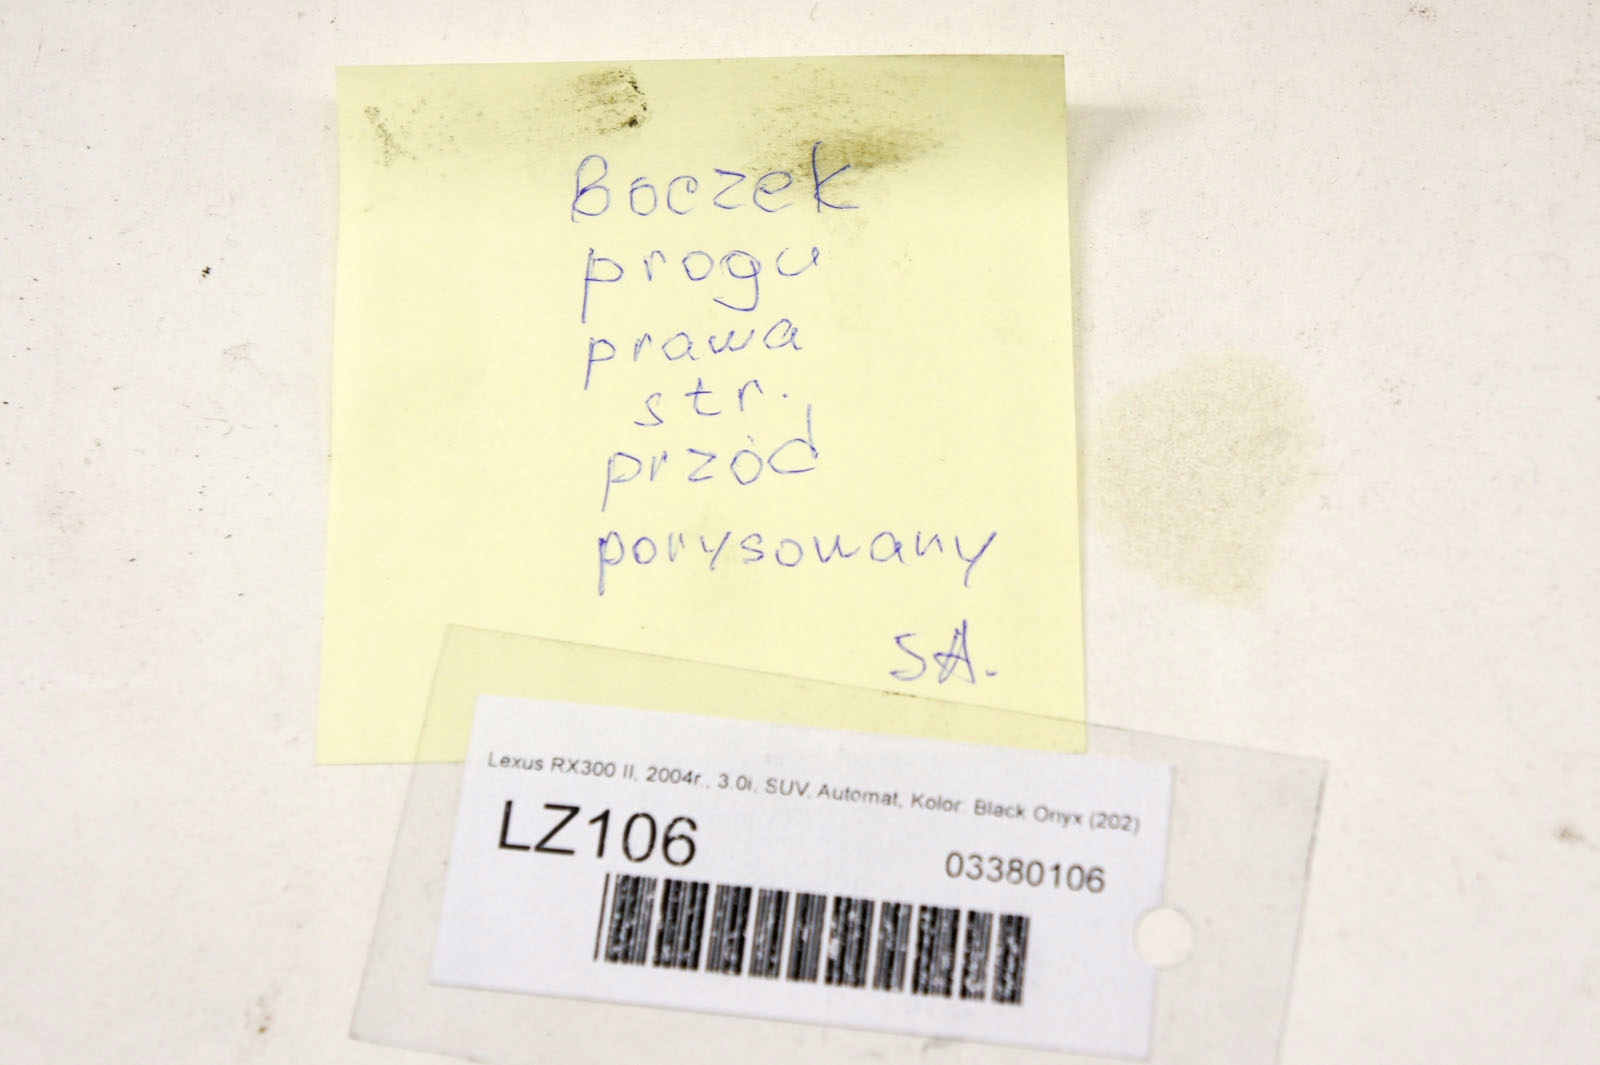 Boczek
progu
prawa
str.
przód
porysowany
SA.
Lexus RX300 II, 2004r., 3.0i, SUV, Automat, Kolor: Black Onyx (202)
LZ106
03380106